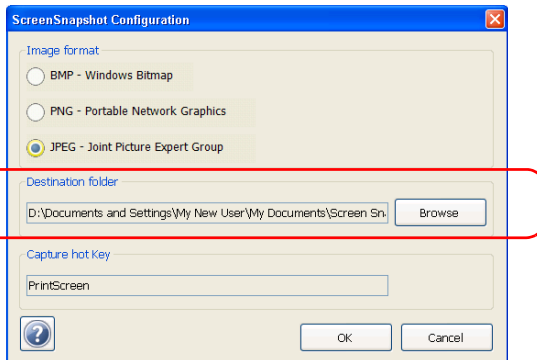 ScreenSnapshot Configuration
Image format
BMP - Windows Bitmap
PNG - Portable Network Graphics
JPEG - Joint Picture Expert Group
Destination folder
D:\Documents and Settings\My New User\My Documents\Screen Sn
Browse
Capture hot Key
PrintScreen
?
OK
Cancel